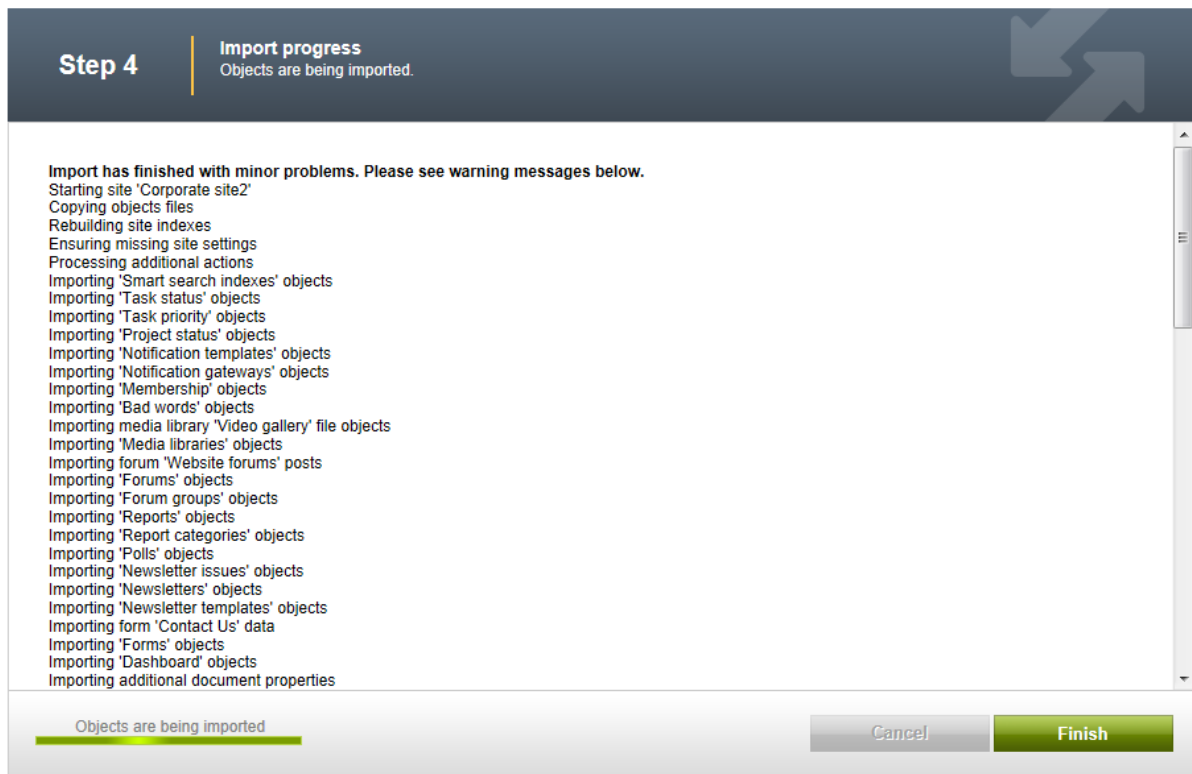 Step 4
Import progress
Objects are being imported.
Import has finished with minor problems. Please see warning messages below.
Starting site 'Corporate site2'
Copying objects files
Rebuilding site indexes
Ensuring missing site settings
Processing additional actions
Importing 'Smart search indexes' objects
Importing 'Task status' objects
Importing 'Task priority' objects
Importing 'Project status' objects
Importing 'Notification templates' objects
Importing 'Notification gateways' objects
Importing 'Membership' objects
Importing 'Bad words' objects
Importing media library 'Video gallery' file objects
Importing 'Media libraries' objects
Importing forum 'Website forums' posts
Importing 'Forums' objects
Importing 'Forum groups' objects
Importing 'Reports' objects
Importing 'Report categories' objects
Importing 'Polls' objects
Importing 'Newsletter issues' objects
Importing 'Newsletters' objects
Importing 'Newsletter templates' objects
Importing form 'Contact Us' data
Importing 'Forms' objects
Importing 'Dashboard' objects
Importing additional document properties
Objects are being imported
Cancel
Finish